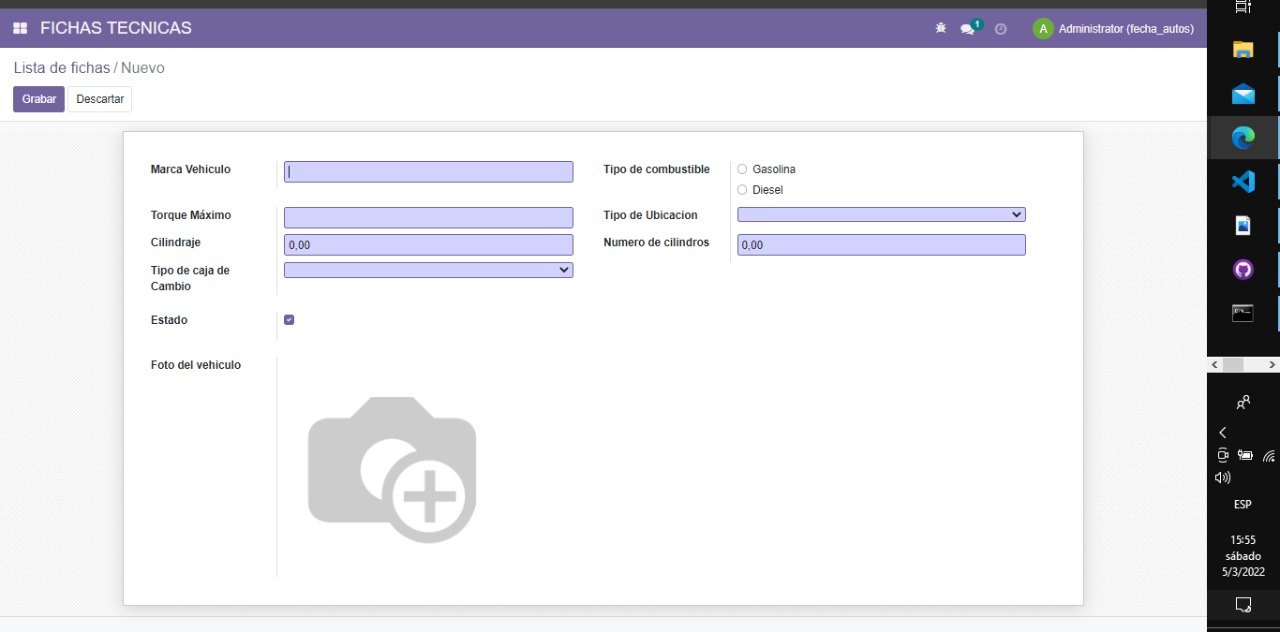 FICHAS TECNICAS
1
A Administrator (fecha_autos)
Lista de fichas / Nuevo
Grabar Descartar
Marca Vehiculo
Tipo de combustible
Gasolina
Diesel
Torque Máximo
Tipo de Ubicacion
Cilindraje 0,00
Numero de cilindros 0,00
Tipo de caja de
Cambio
Estado
Foto del vehiculo
ESP
15:55
sábado
5/3/2022